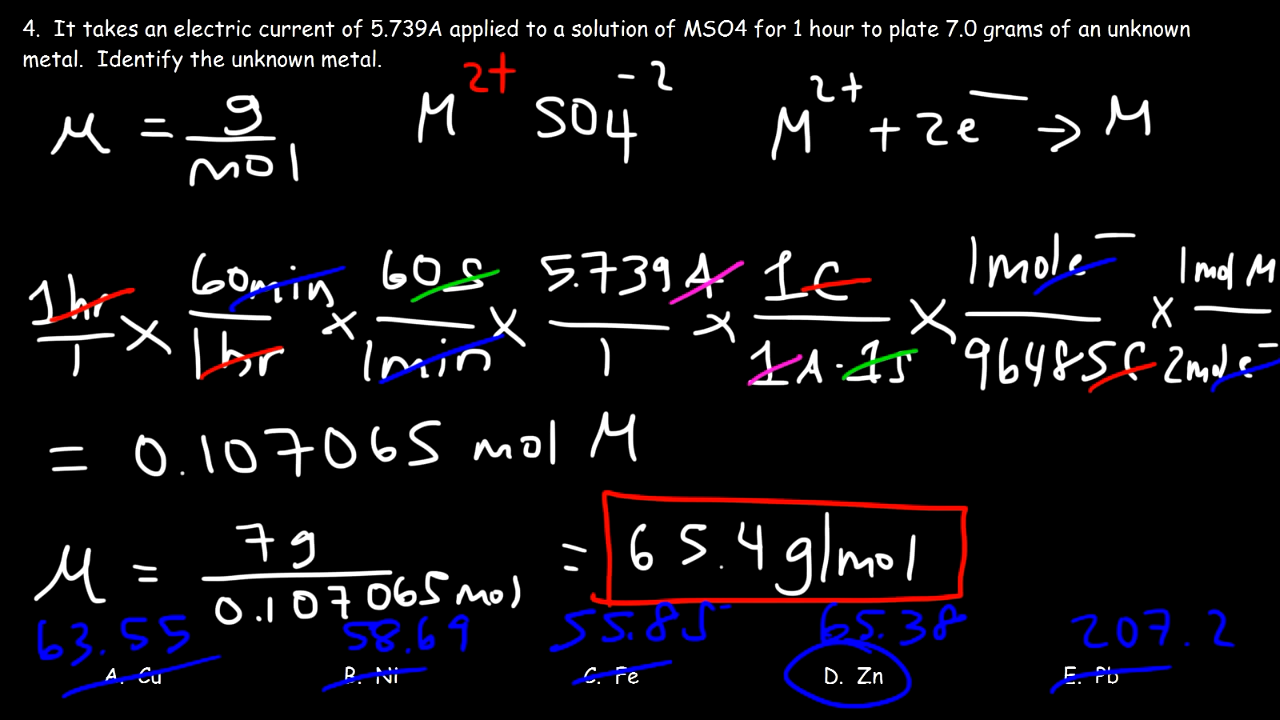 4. It takes an electric current of 5.739A applied to a solution of MSO4 for 1 hour to plate 7.0 grams of an unknown
metal. Identify the unknown metal.
M = g/mol M²⁺ SO4⁻² M²⁺ + 2e⁻ → M
1hr/1 × 60min/1hr × 60s/1min × 5.739A/1 × 1C/1A·1s × 1mole⁻/96485C × 1mol M/2mole⁻
= 0.107065 mol M
M = 7g/0.107065mol = 65.4g/mol
63.55 58.69 55.85 65.38 207.2
A. Cu B. Ni C. Fe D. Zn E. Pb